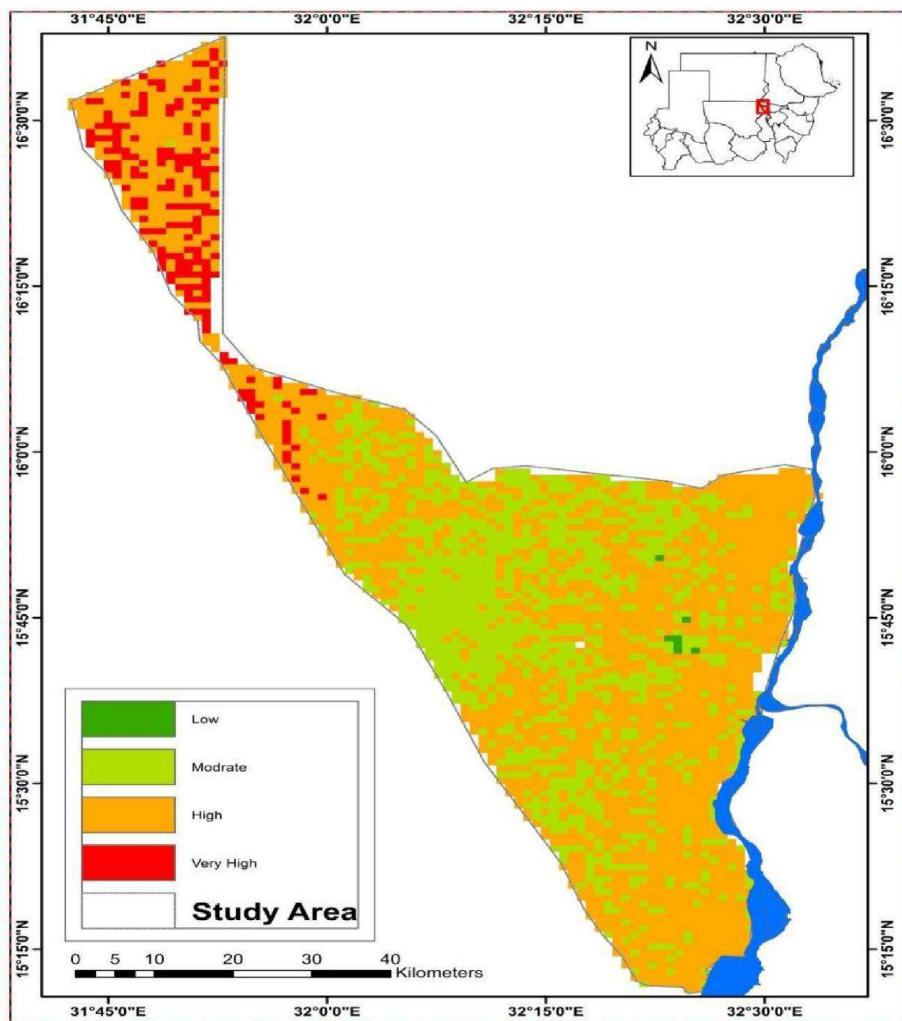 31°45'0"E 32°0'0"E 32°15'0"E 32°30'0"E
N
16°30'0"N 16°30'0"N
16°15'0"N 16°15'0"N
16°0'0"N 16°0'0"N
15°45'0"N 15°45'0"N
Low
Modrate
15°30'0"N 15°30'0"N
High
Very High
Study Area
15°15'0"N 15°15'0"N
0 5 10 20 30 40
Kilometers
31°45'0"E 32°0'0"E 32°15'0"E 32°30'0"E